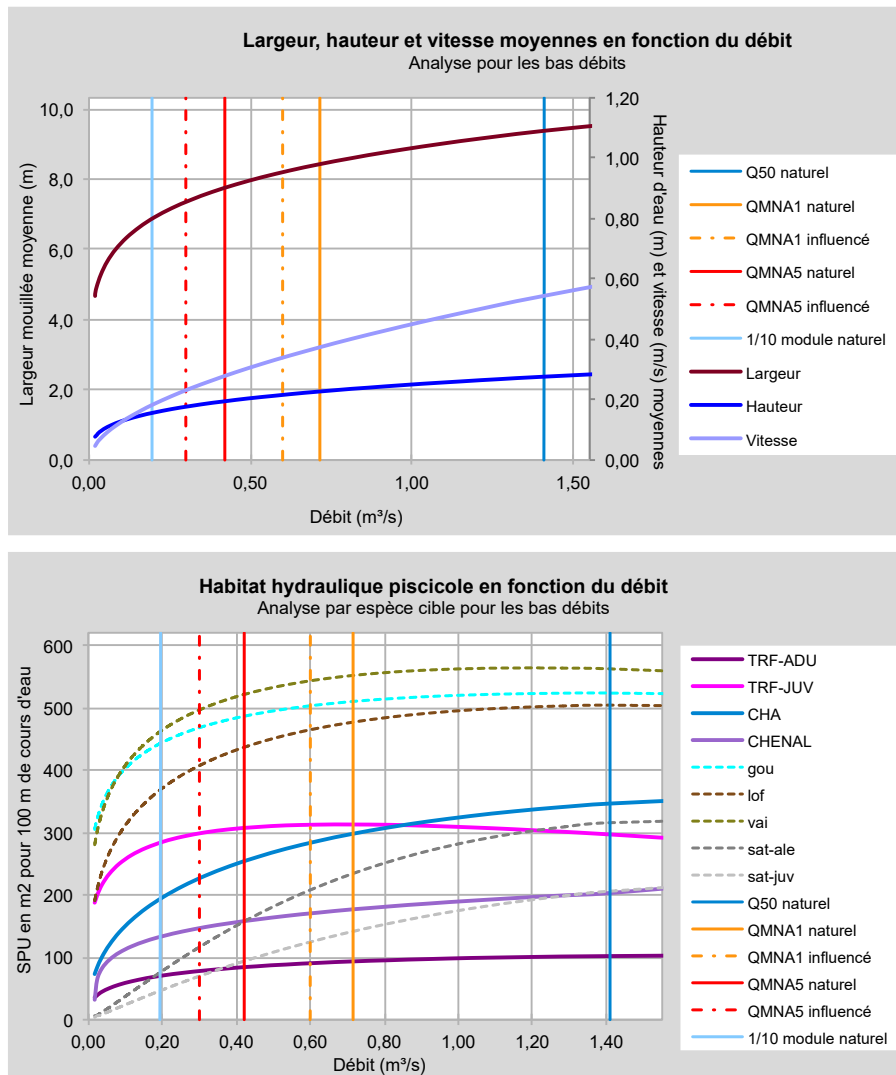 Largeur, hauteur et vitesse moyennes en fonction du débit
Analyse pour les bas débits
Largeur mouillée moyenne (m)
10,0
8,0
6,0
4,0
2,0
0,0
1,20
1,00
0,80
0,60
0,40
0,20
0,00
Hauteur d'eau (m) et vitesse (m/s) moyennes
0,00 0,50 1,00 1,50
Débit (m³/s)
Q50 naturel
QMNA1 naturel
QMNA1 influencé
QMNA5 naturel
QMNA5 influencé
1/10 module naturel
Largeur
Hauteur
Vitesse
Habitat hydraulique piscicole en fonction du débit
Analyse par espèce cible pour les bas débits
SPU en m2 pour 100 m de cours d'eau
600
500
400
300
200
100
0
0,00 0,20 0,40 0,60 0,80 1,00 1,20 1,40
Débit (m³/s)
TRF-ADU
TRF-JUV
CHA
CHENAL
gou
lof
vai
sat-ale
sat-juv
Q50 naturel
QMNA1 naturel
QMNA1 influencé
QMNA5 naturel
QMNA5 influencé
1/10 module naturel